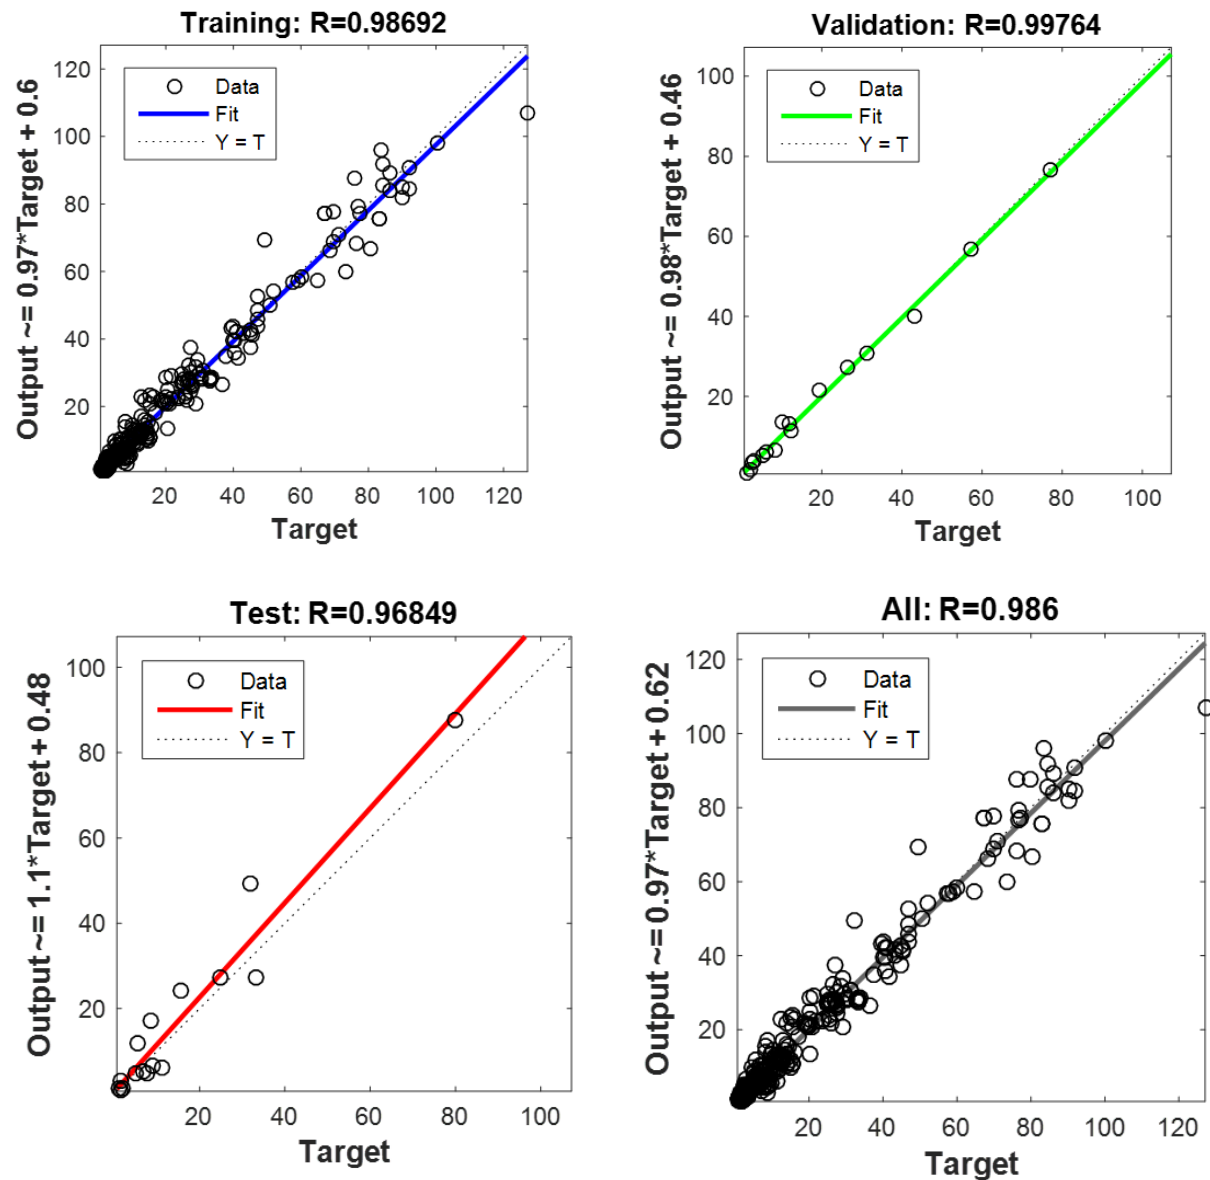 Training: R=0.98692
Output ~= 0.97*Target + 0.6
120
100
80
60
40
20
Data
Fit
Y = T
20 40 60 80 100 120
Target
Validation: R=0.99764
Output ~= 0.98*Target + 0.46
100
80
60
40
20
Data
Fit
Y = T
20 40 60 80 100
Target
Test: R=0.96849
Output ~= 1.1*Target + 0.48
100
80
60
40
20
Data
Fit
Y = T
20 40 60 80 100
Target
All: R=0.986
Output ~= 0.97*Target + 0.62
120
100
80
60
40
20
Data
Fit
Y = T
20 40 60 80 100 120
Target